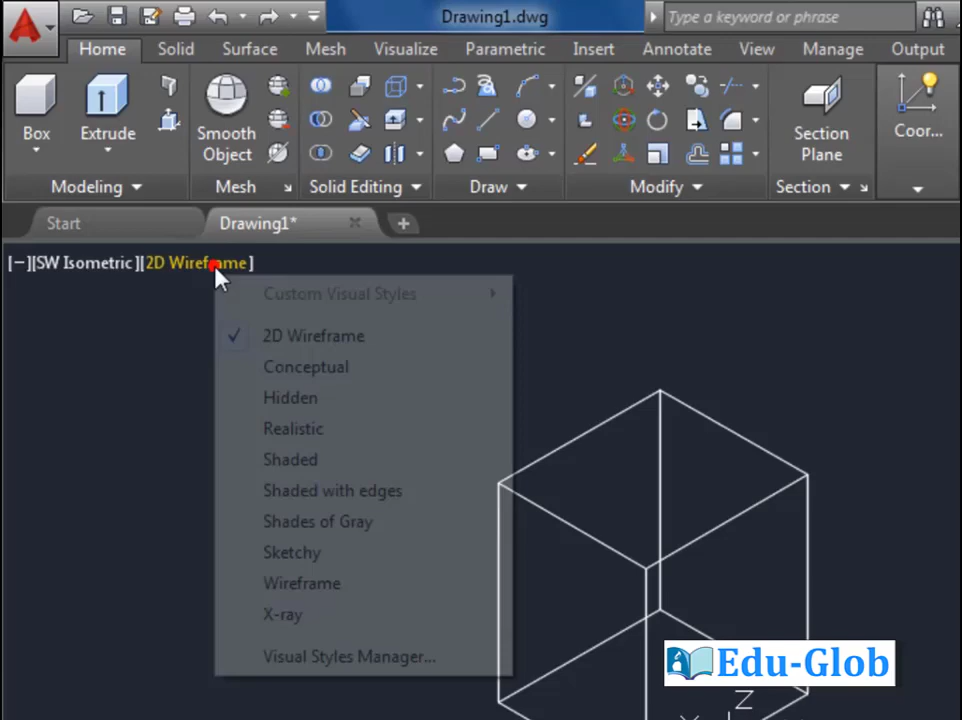 Drawing1.dwg
Type a keyword or phrase
Home Solid Surface Mesh Visualize Parametric Insert Annotate View Manage Output
Box Extrude Smooth Object Section Plane Coor...
Modeling Mesh Solid Editing Draw Modify Section
Start Drawing1* +
[−][SW Isometric][2D Wireframe]
Custom Visual Styles
2D Wireframe
Conceptual
Hidden
Realistic
Shaded
Shaded with edges
Shades of Gray
Sketchy
Wireframe
X-ray
Visual Styles Manager...
Edu-Glob
Z